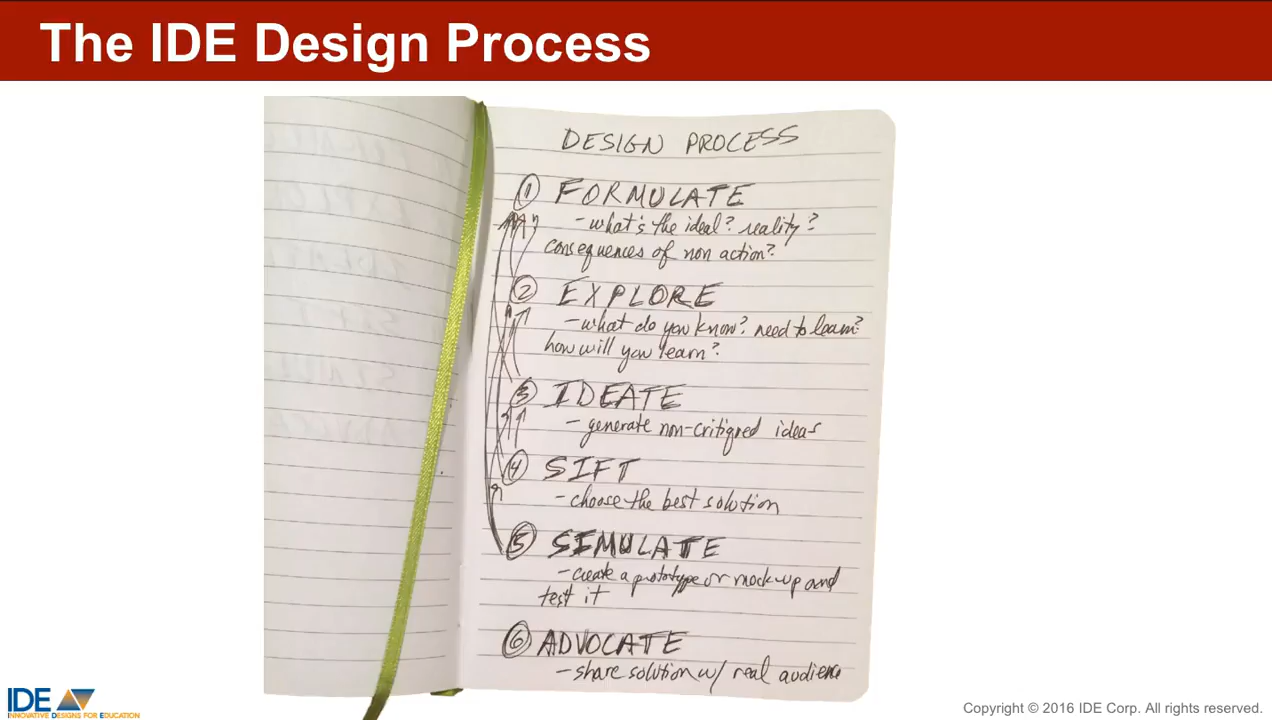 The IDE Design Process
DESIGN PROCESS
① FORMULATE
- what's the ideal? reality?
consequences of non action?
② EXPLORE
- what do you know? need to learn?
how will you learn?
③ IDEATE
- generate non-critiqued ideas
④ SIFT
- choose the best solution
⑤ SIMULATE
- create a prototype or mockup and
test it
⑥ ADVOCATE
- share solution w/ real audience
IDE
INNOVATIVE DESIGNS FOR EDUCATION
Copyright © 2016 IDE Corp. All rights reserved.